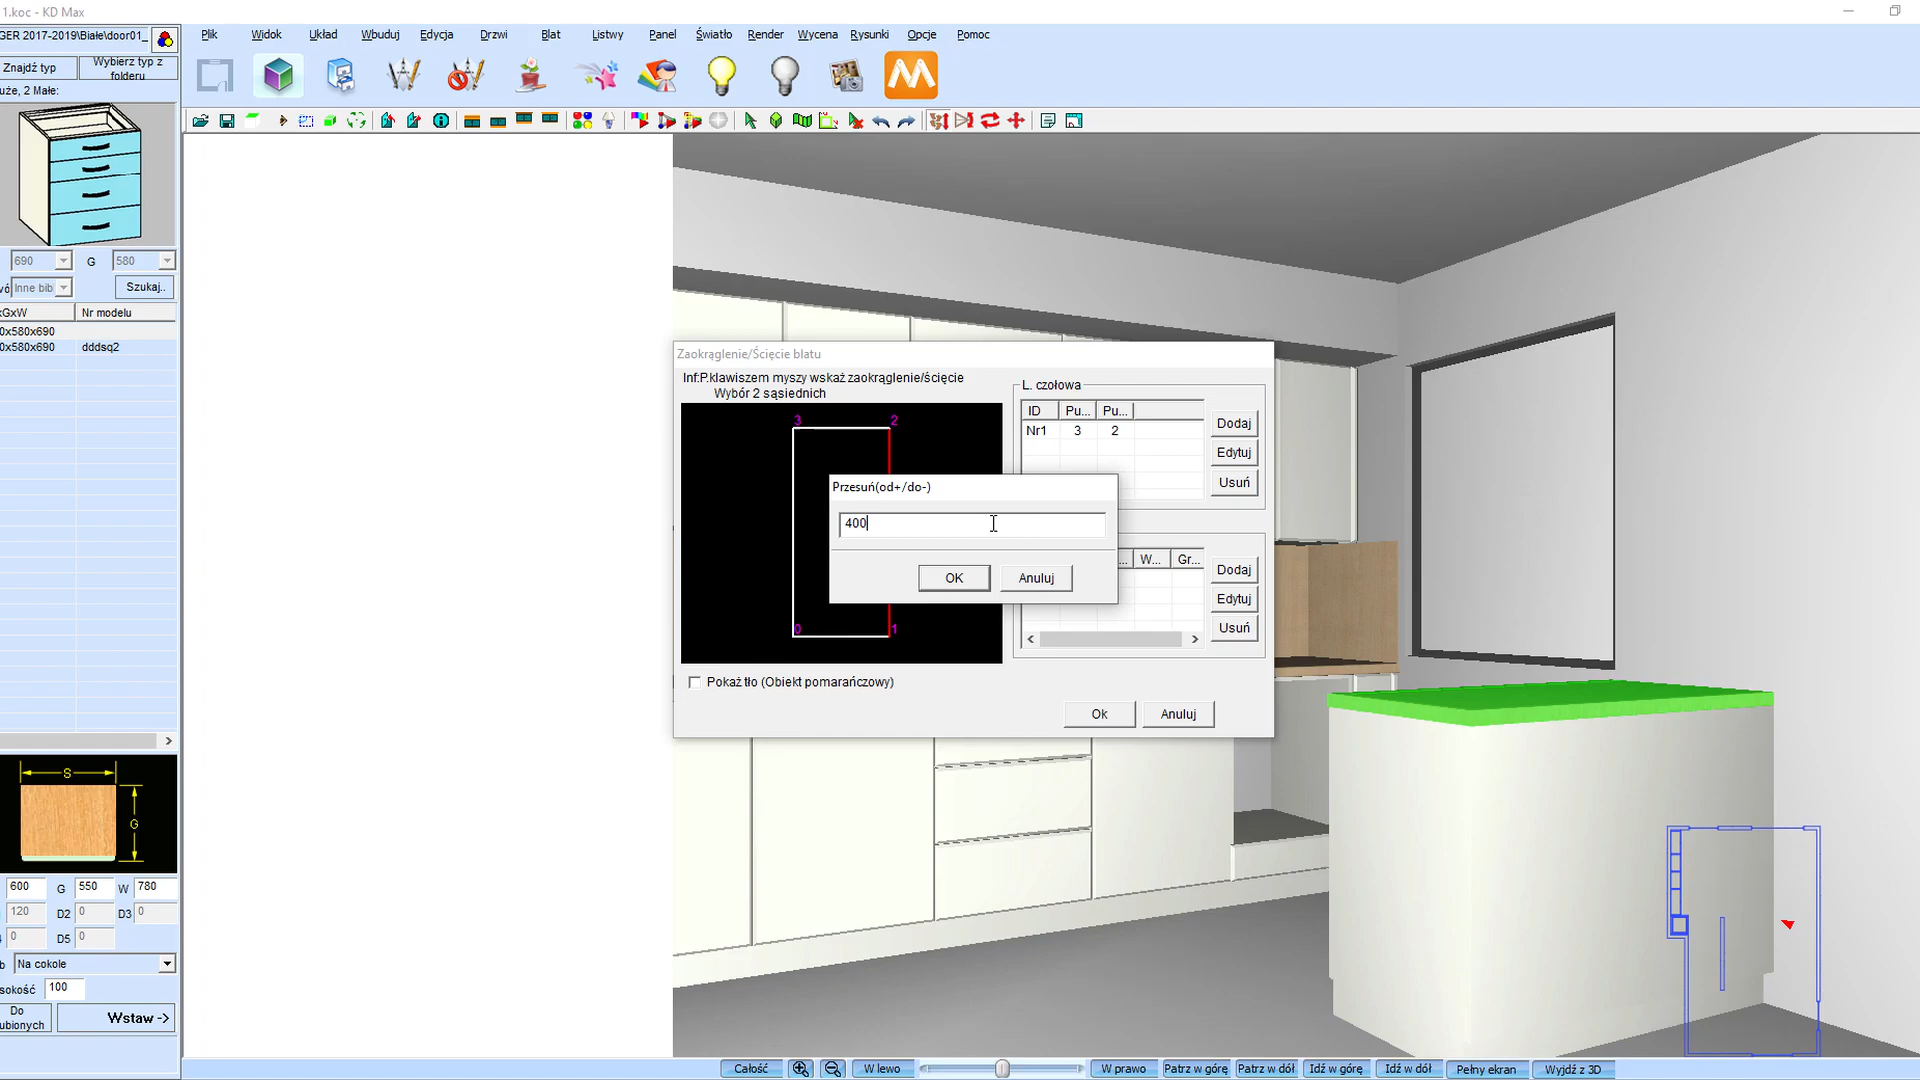 1.koc - KD Max
GER 2017-2019\Białe\door01_
Plik Widok Układ Wbuduj Edycja Drzwi Blat Listwy Panel Światło Render Wycena Rysunki Opcje Pomoc
Znajdź typ
Wybierz typ z folderu
uże, 2 Małe:
690 G 580
Inne bib Szukaj..
xGxW Nr modelu
0x580x690
0x580x690 dddsq2
S
G
600 G 550 W 780
120 D2 0 D3 0
0 D5 0
b Na cokole
sokość 100
Do
ubionych
Wstaw ->
Zaokrąglenie/Ścięcie blatu
Inf:P.klawiszem myszy wskaż zaokrąglenie/ścięcie
Wybór 2 sąsiednich
3 2
0 1
L. czołowa
ID Pu... Pu...
Nr1 3 2
Dodaj
Edytuj
Usuń
Przesuń(od+/do-)
400
OK Anuluj
... W... Gr...
Dodaj
Edytuj
Usuń
Pokaż tło (Obiekt pomarańczowy)
Ok Anuluj
Całość W lewo W prawo Patrz w górę Patrz w dół Idź w górę Idź w dół Pełny ekran Wyjdź z 3D